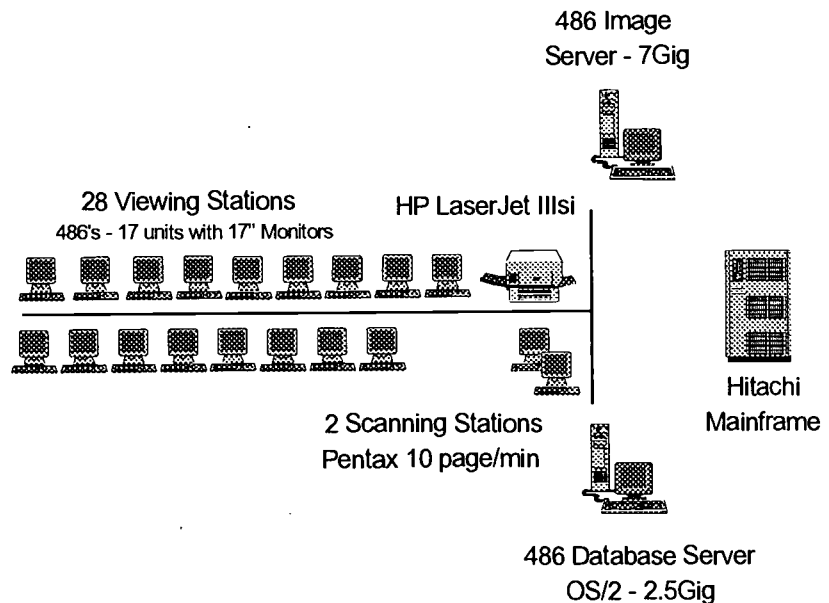 486 Image
Server - 7Gig
28 Viewing Stations
486's - 17 units with 17" Monitors
HP LaserJet IIIsi
Hitachi
Mainframe
2 Scanning Stations
Pentax 10 page/min
486 Database Server
OS/2 - 2.5Gig